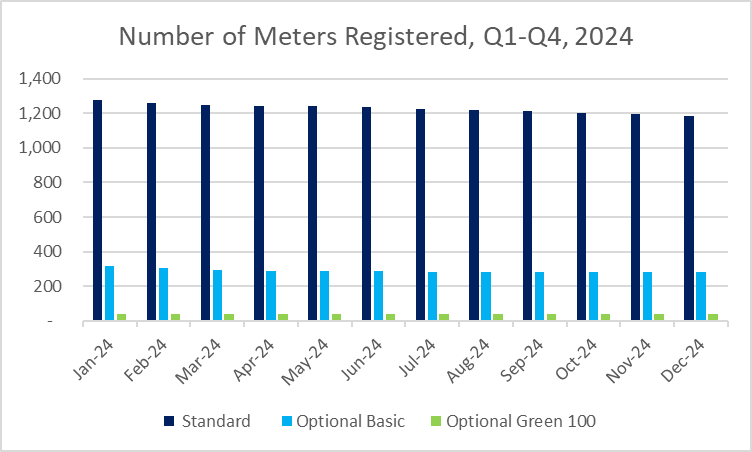 Number of Meters Registered, Q1-Q4, 2024
1,400
1,200
1,000
800
600
400
200
-
Jan-24 Feb-24 Mar-24 Apr-24 May-24 Jun-24 Jul-24 Aug-24 Sep-24 Oct-24 Nov-24 Dec-24
Standard Optional Basic Optional Green 100